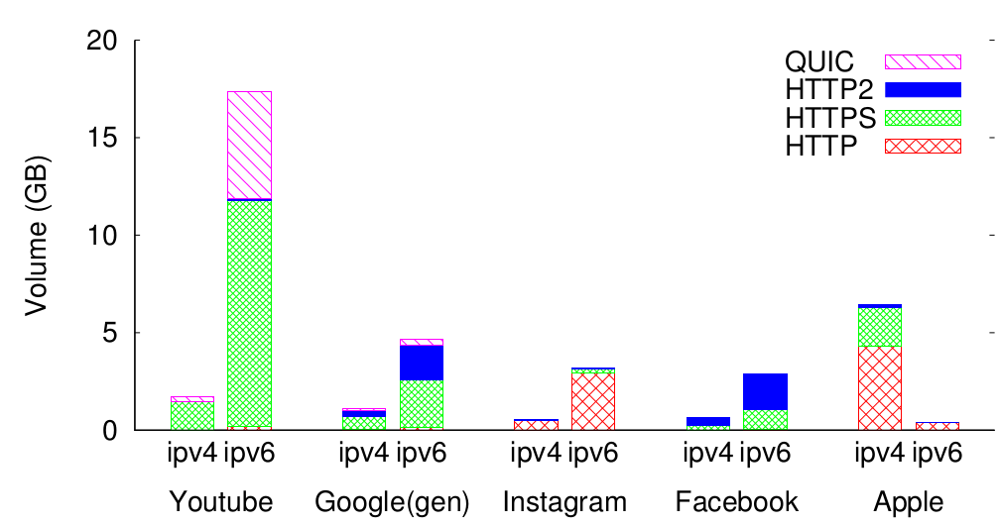 20
15
10
5
0
Volume (GB)
QUIC
HTTP2
HTTPS
HTTP
ipv4 ipv6 ipv4 ipv6 ipv4 ipv6 ipv4 ipv6 ipv4 ipv6
Youtube Google(gen) Instagram Facebook Apple